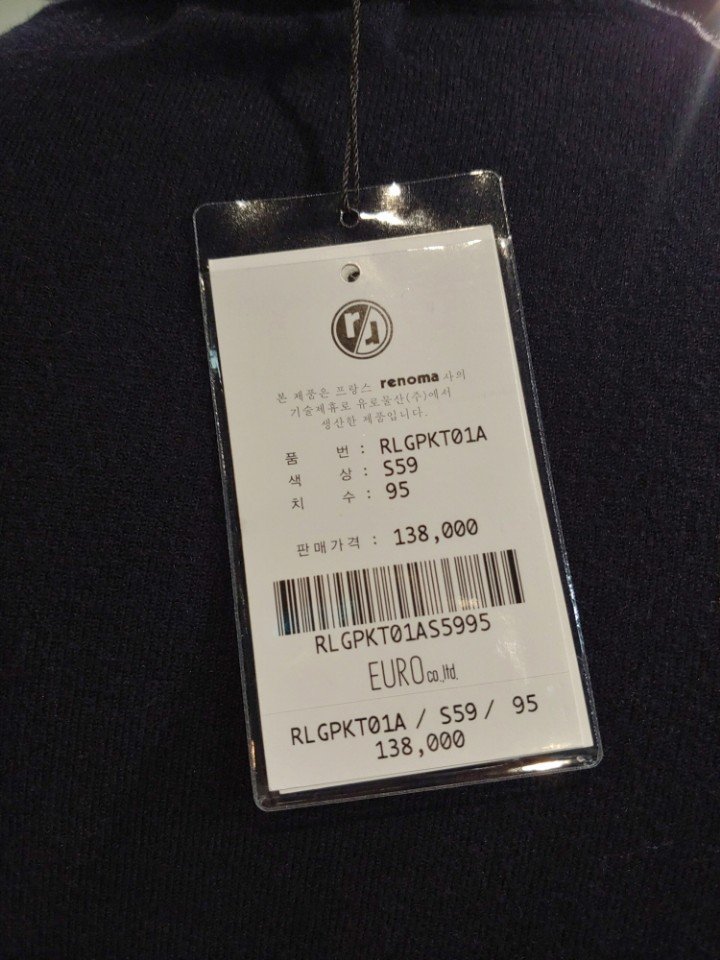 본 제품은 프랑스 renoma 사의
기술제휴로 유로물산(주)에서
생산한 제품입니다.
품 번 : RLGPKT01A
색 상 : S59
치 수 : 95
판매가격 : 138,000
RLGPKT01AS5995
EURO co.,ltd.
RLGPKT01A / S59 / 95
138,000